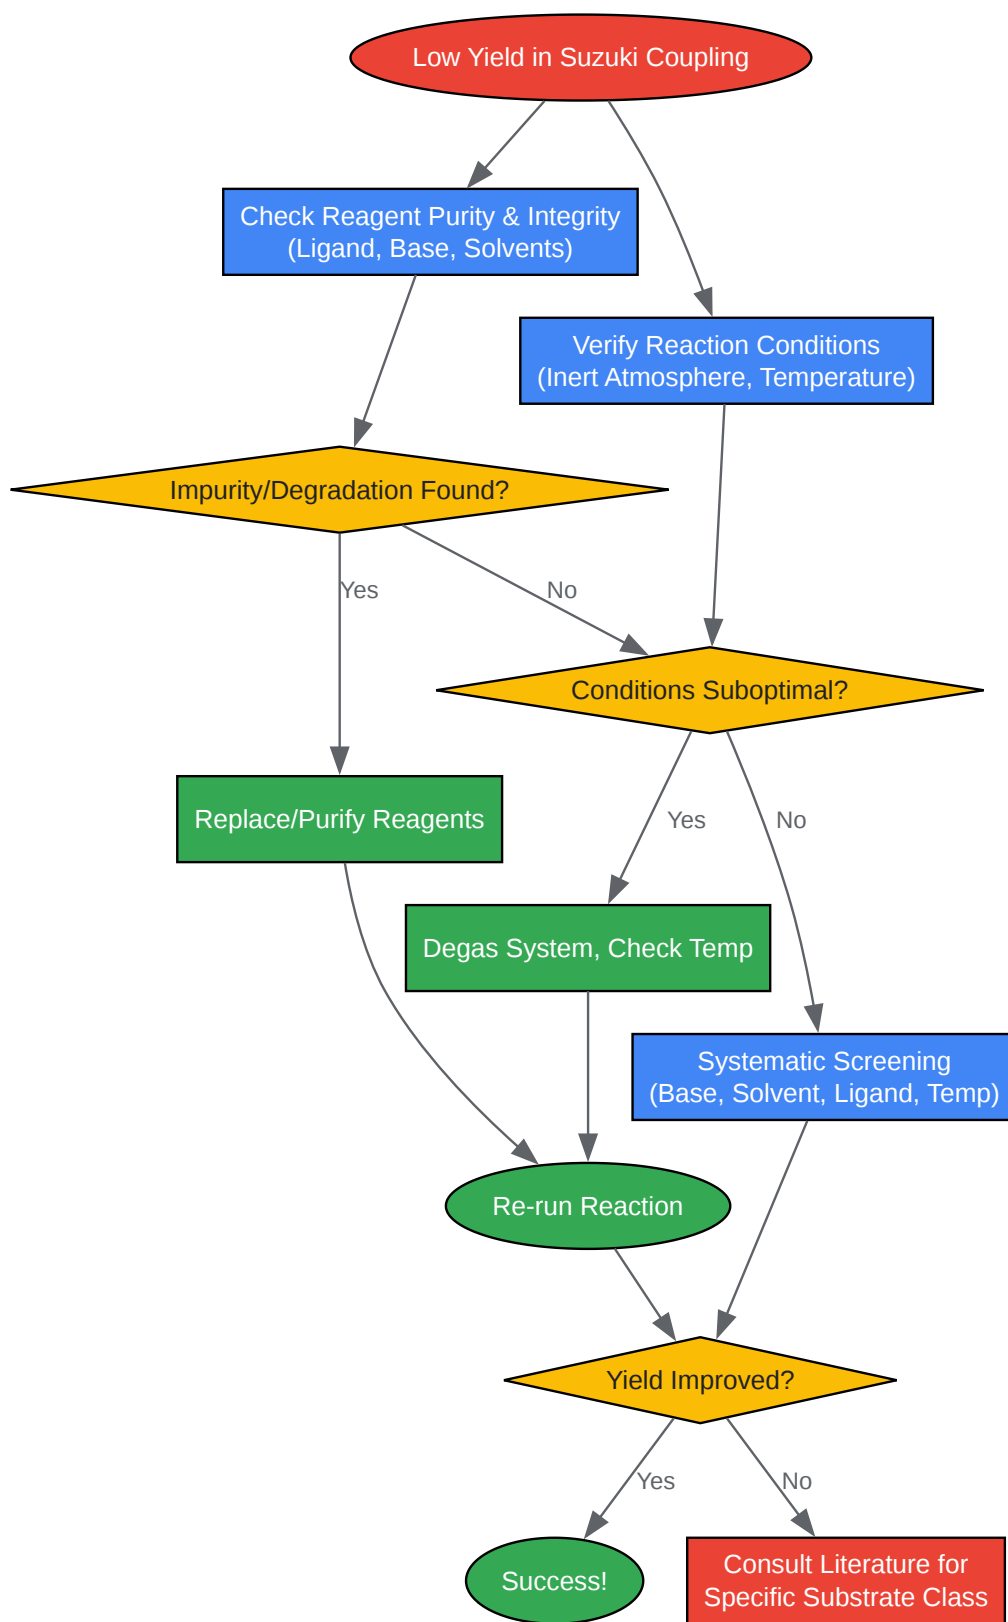 Low Yield in Suzuki Coupling
Check Reagent Purity & Integrity
(Ligand, Base, Solvents)
Verify Reaction Conditions
(Inert Atmosphere, Temperature)
Impurity/Degradation Found?
Yes
No
Conditions Suboptimal?
Replace/Purify Reagents
Yes
No
Degas System, Check Temp
Systematic Screening
(Base, Solvent, Ligand, Temp)
Re-run Reaction
Yield Improved?
Yes
No
Success!
Consult Literature for
Specific Substrate Class